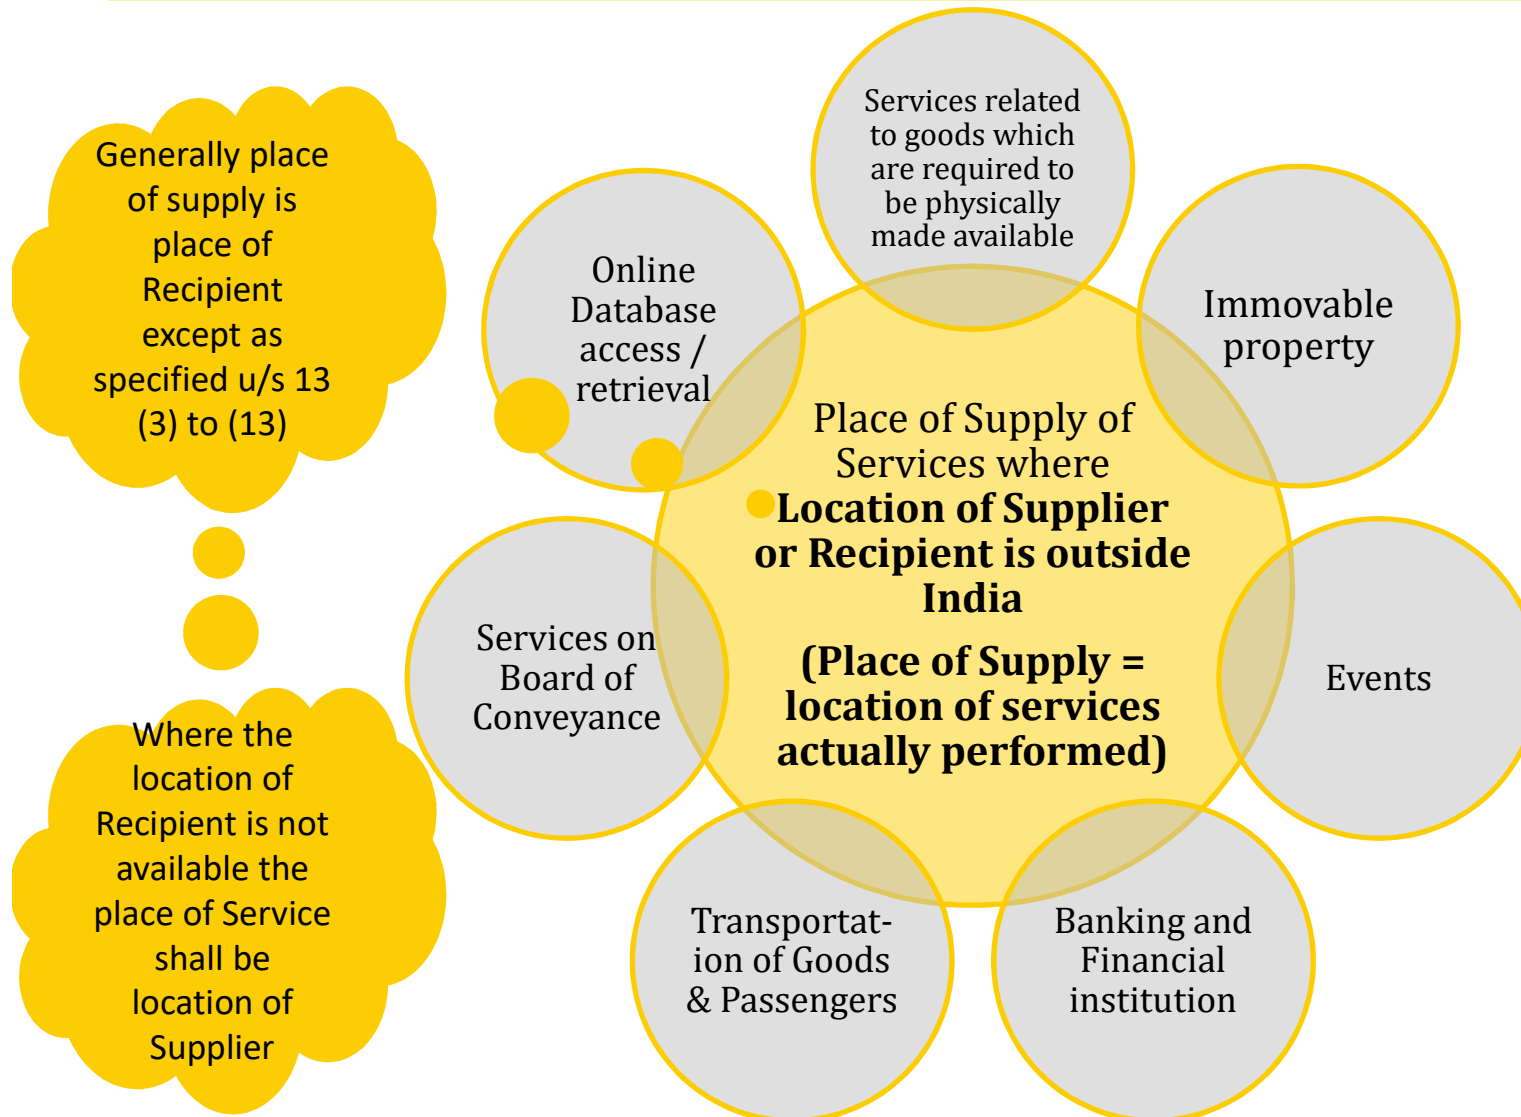 Generally place
of supply is
place of
Recipient
except as
specified u/s 13
(3) to (13)
Where the
location of
Recipient is not
available the
place of Service
shall be
location of
Supplier
Services related
to goods which
are required to
be physically
made available
Immovable
property
Events
Banking and
Financial
institution
Transportat-
ion of Goods
& Passengers
Services on
Board of
Conveyance
Online
Database
access /
retrieval
Place of Supply of
Services where
Location of Supplier
or Recipient is outside
India
(Place of Supply =
location of services
actually performed)